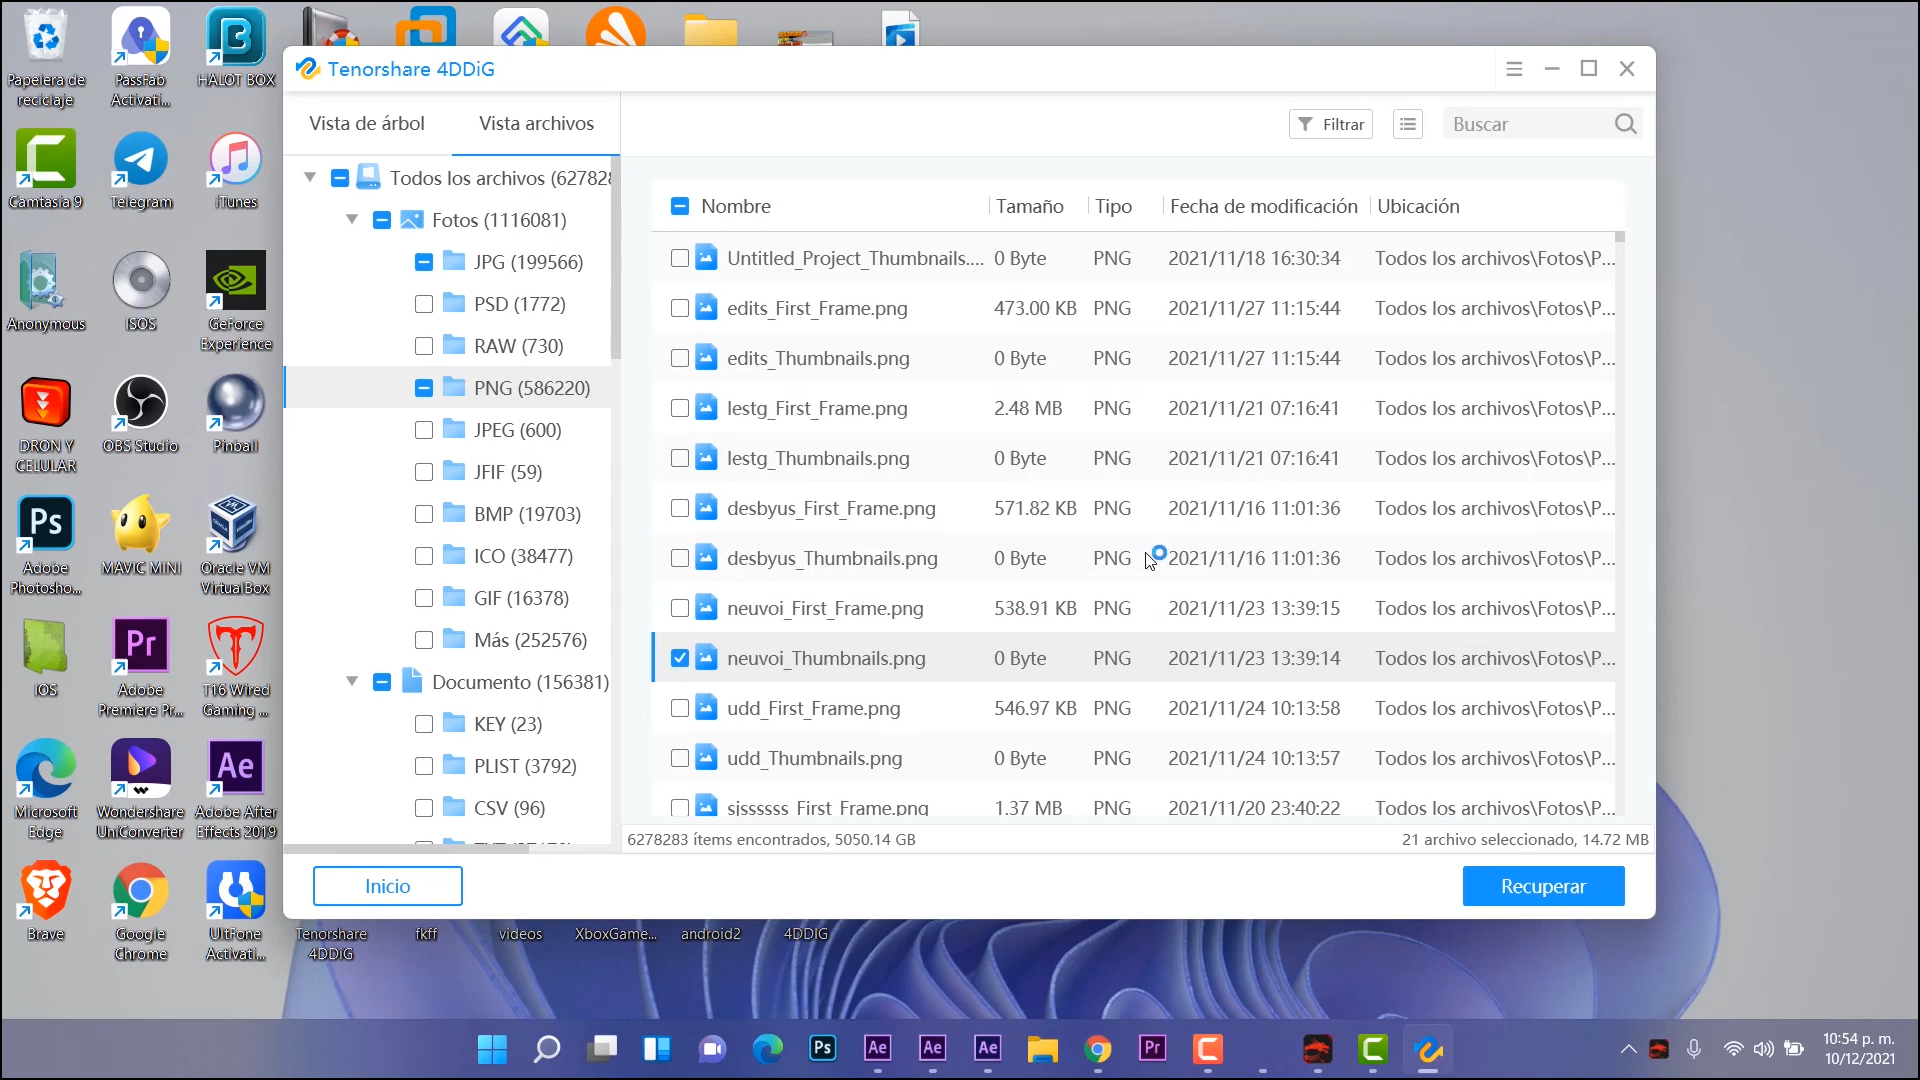 Papelera de
reciclaje
PassFab
Activati...
HALOT BOX
Camtasia 9
Telegram
iTunes
Anonymous
ISOS
GeForce
Experience
DRON Y
CELULAR
OBS Studio
Pinball
Adobe
Photosho...
MAVIC MINI
Oracle VM
Virtual Box
IOS
Adobe
Premiere Pr...
T16 Wired
Gaming ...
Microsoft
Edge
Wondershare
UniConverter
Adobe After
Effects 2019
Brave
Google
Chrome
UltFone
Activati...
Tenorshare
4DDiG
fkff
videos
XboxGame...
android2
4DDIG
Tenorshare 4DDiG
Vista de árbol
Vista archivos
Filtrar
Buscar
Todos los archivos (62782
Fotos (1116081)
JPG (199566)
PSD (1772)
RAW (730)
PNG (586220)
JPEG (600)
JFIF (59)
BMP (19703)
ICO (38477)
GIF (16378)
Más (252576)
Documento (156381)
KEY (23)
PLIST (3792)
CSV (96)
Nombre Tamaño Tipo Fecha de modificación Ubicación
Untitled_Project_Thumbnails.... 0 Byte PNG 2021/11/18 16:30:34 Todos los archivos\Fotos\P...
edits_First_Frame.png 473.00 KB PNG 2021/11/27 11:15:44 Todos los archivos\Fotos\P...
edits_Thumbnails.png 0 Byte PNG 2021/11/27 11:15:44 Todos los archivos\Fotos\P...
lestg_First_Frame.png 2.48 MB PNG 2021/11/21 07:16:41 Todos los archivos\Fotos\P...
lestg_Thumbnails.png 0 Byte PNG 2021/11/21 07:16:41 Todos los archivos\Fotos\P...
desbyus_First_Frame.png 571.82 KB PNG 2021/11/16 11:01:36 Todos los archivos\Fotos\P...
desbyus_Thumbnails.png 0 Byte PNG 2021/11/16 11:01:36 Todos los archivos\Fotos\P...
neuvoi_First_Frame.png 538.91 KB PNG 2021/11/23 13:39:15 Todos los archivos\Fotos\P...
neuvoi_Thumbnails.png 0 Byte PNG 2021/11/23 13:39:14 Todos los archivos\Fotos\P...
udd_First_Frame.png 546.97 KB PNG 2021/11/24 10:13:58 Todos los archivos\Fotos\P...
udd_Thumbnails.png 0 Byte PNG 2021/11/24 10:13:57 Todos los archivos\Fotos\P...
sjssssss_First_Frame.png 1.37 MB PNG 2021/11/20 23:40:22 Todos los archivos\Fotos\P...
6278283 ítems encontrados, 5050.14 GB
21 archivo seleccionado, 14.72 MB
Inicio
Recuperar
10:54 p. m.
10/12/2021